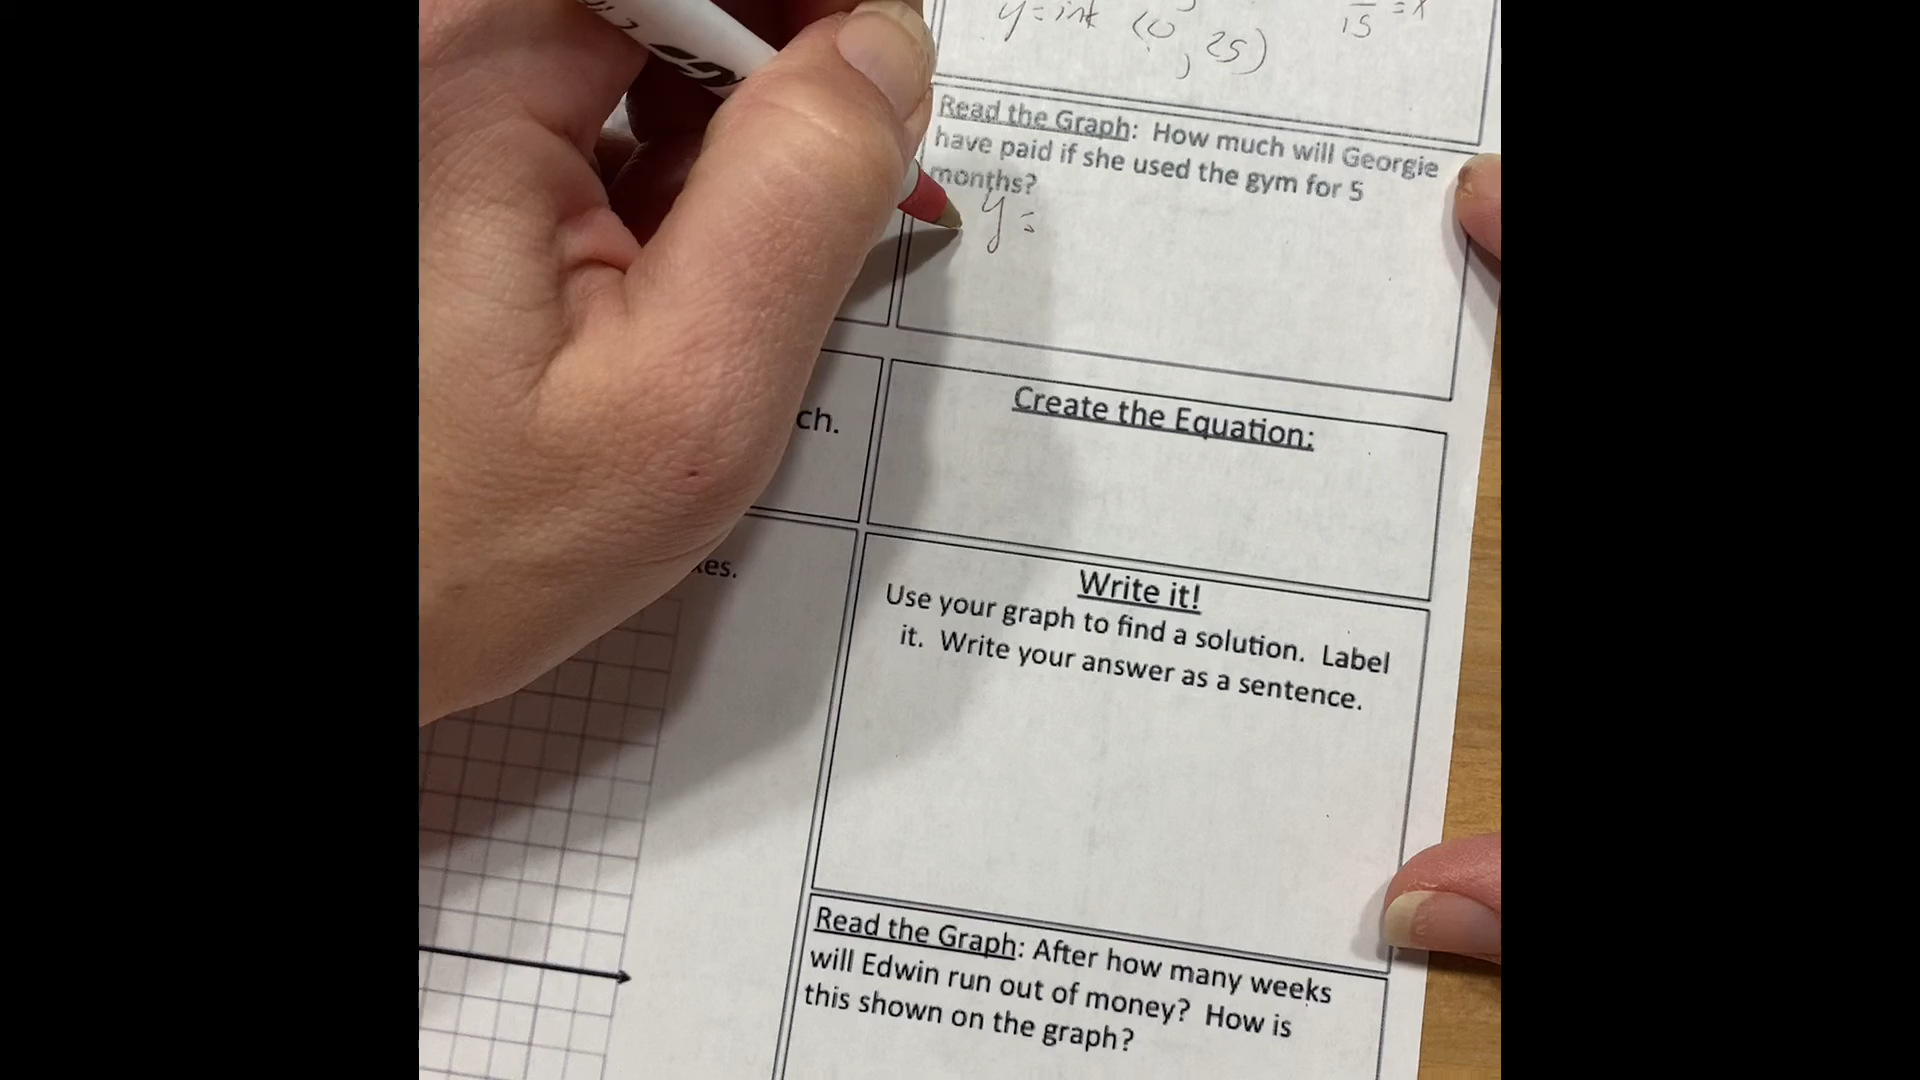 y = int (0, 25)
15 = x
Read the Graph: How much will Georgie
have paid if she used the gym for 5
months?
y =
ch.
Create the Equation:
es.
Write it!
Use your graph to find a solution. Label
it. Write your answer as a sentence.
Read the Graph: After how many weeks
will Edwin run out of money? How is
this shown on the graph?